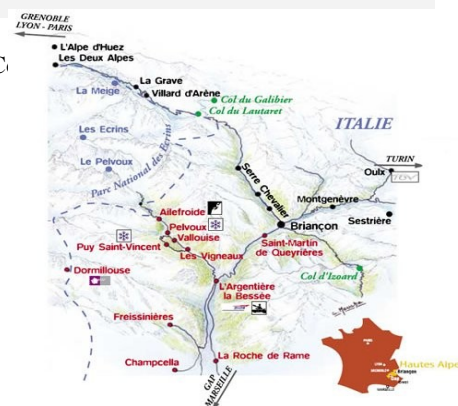 GRENOBLE
LYON - PARIS
L'Alpe d'Huez
Les Deux Alpes
La Grave
La Meige
Villard d'Arène
Col du Galibier
Col du Lautaret
ITALIE
Les Ecrins
Le Pelvoux
Parc National des Ecrins
Serre Chevalier
TURIN
Oulx
TGV
Montgenèvre
Sestrière
Briançon
Ailefroide
Pelvoux
Vallouise
Puy Saint-Vincent
Les Vigneaux
Saint-Martin
de Queyrières
Dormillouse
Col d'Izoard
L'Argentière
la Bessée
Freissinières
Champcella
La Roche de Rame
GAP
MARSEILLE
Hautes Alpe